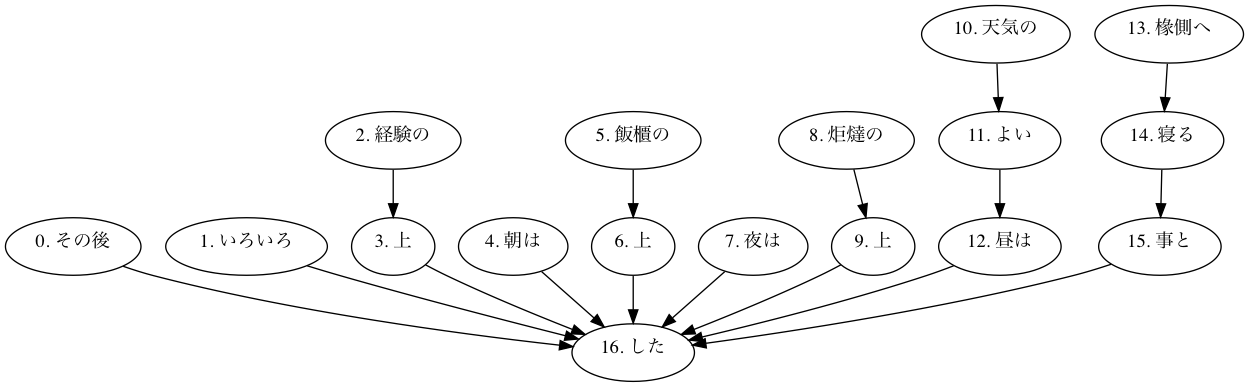 10. 天気の
13. 椽側へ
2. 経験の
5. 飯櫃の
8. 炬燵の
11. よい
14. 寝る
0. その後
1. いろいろ
3. 上
4. 朝は
6. 上
7. 夜は
9. 上
12. 昼は
15. 事と
16. した